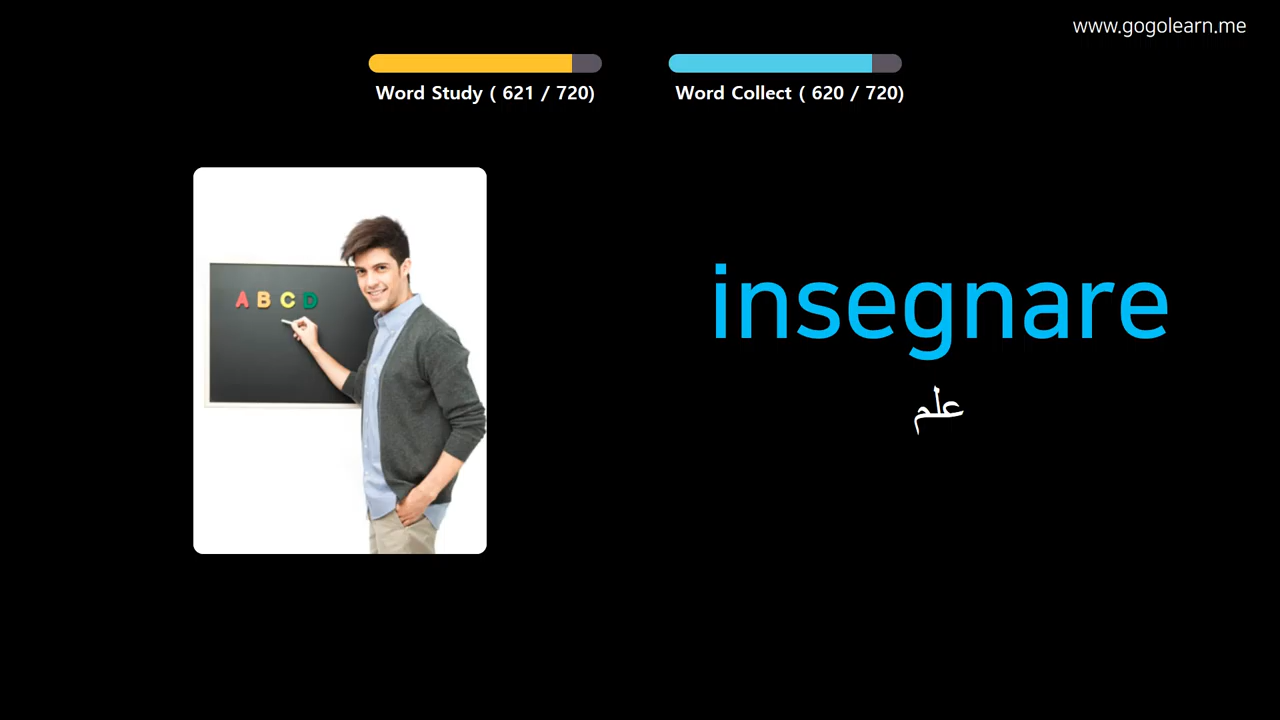 www.gogolearn.me
Word Study ( 621 / 720)
Word Collect ( 620 / 720)
A B C D
insegnare
علم